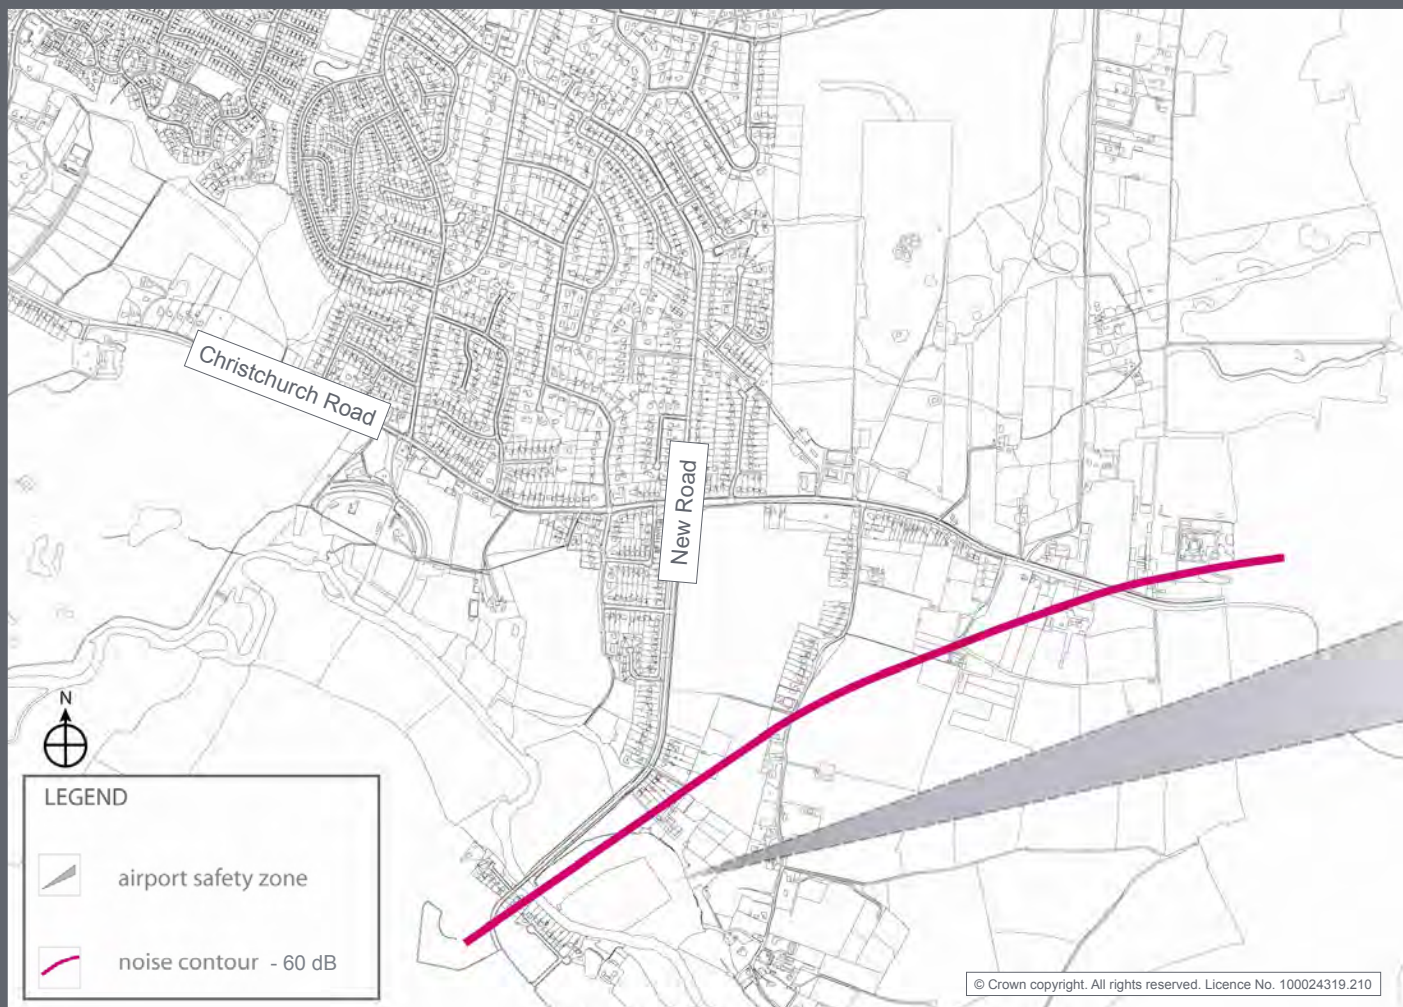 Christchurch Road
New Road
N
LEGEND
airport safety zone
noise contour - 60 dB
© Crown copyright. All rights reserved. Licence No. 100024319.210